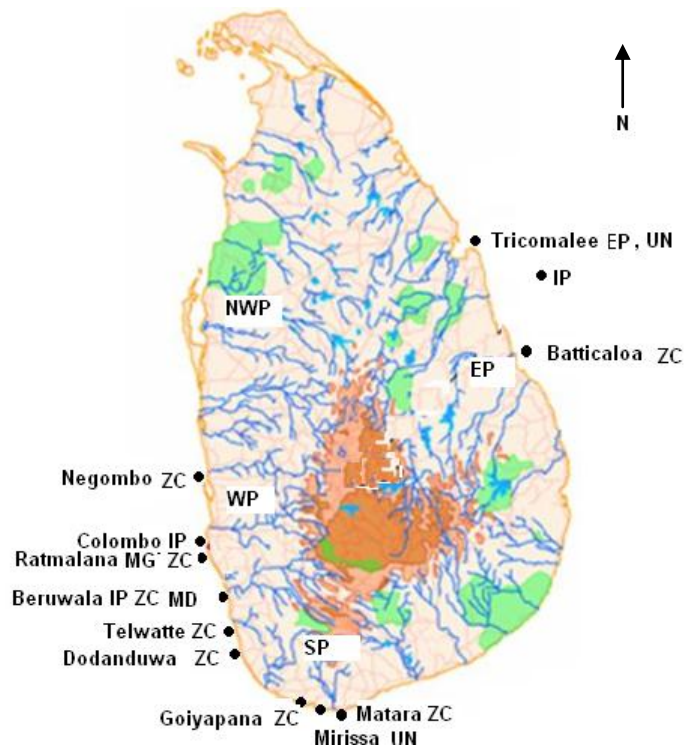 N
Tricomalee EP, UN
IP
NWP
Batticaloa ZC
EP
Negombo ZC
WP
Colombo IP
Ratmalana MG ZC
Beruwala IP ZC MD
Telwatte ZC
SP
Dodanduwa ZC
Goiyapana ZC
Matara ZC
Mirissa UN